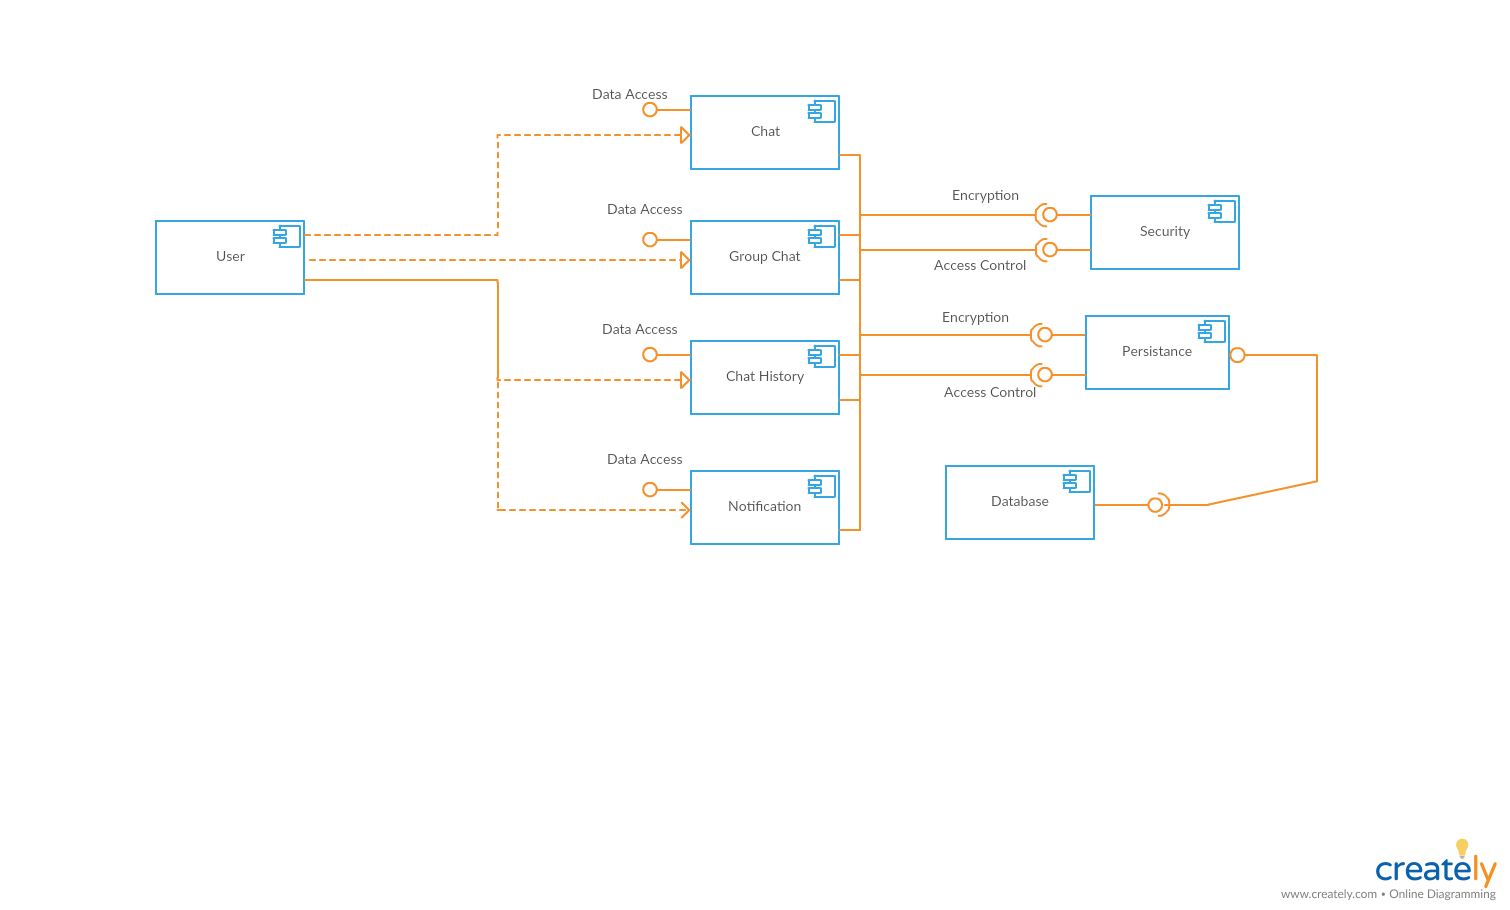 Data Access
Chat
Encryption
Data Access
Security
User
Group Chat
Access Control
Encryption
Data Access
Persistance
Chat History
Access Control
Data Access
Database
Notification
creately
www.creately.com • Online Diagramming